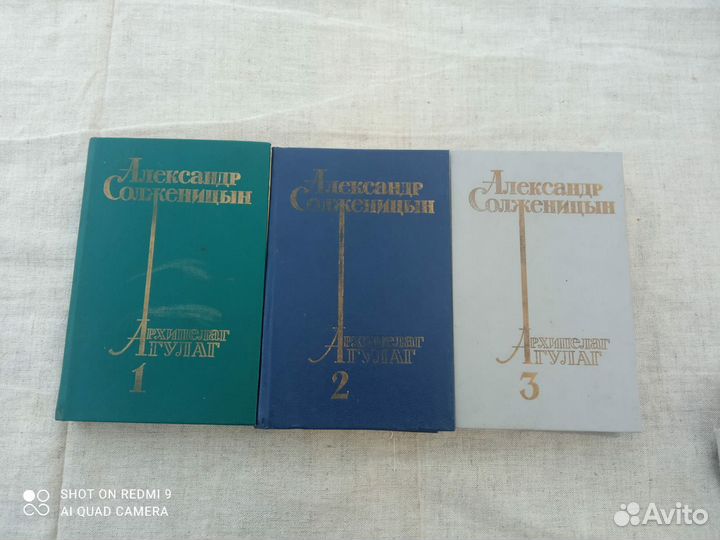 Александр
Солженицын
Архипелаг
ГУЛАГ
1
Александр
Солженицын
Архипелаг
ГУЛАГ
2
Александр
Солженицын
Архипелаг
ГУЛАГ
3
SHOT ON REDMI 9
AI QUAD CAMERA
Avito